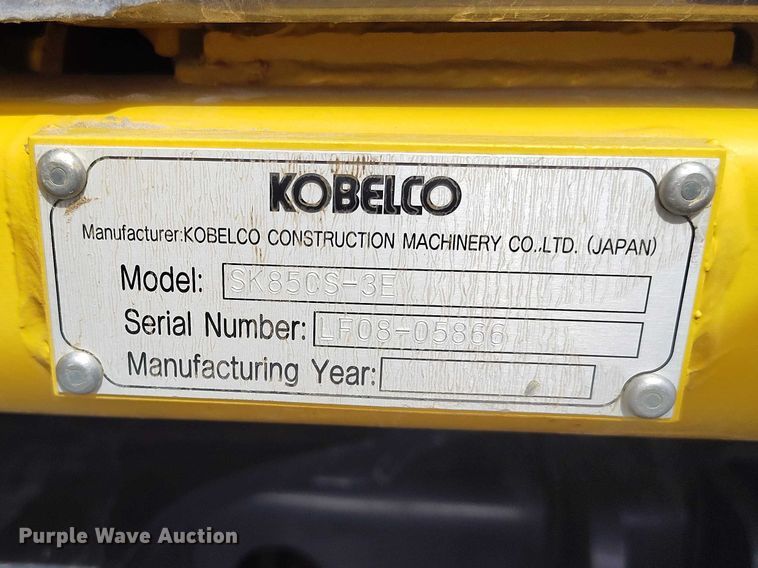 KOBELCO
Manufacturer:KOBELCO CONSTRUCTION MACHINERY CO.,LTD. (JAPAN)
Model: SK85CS-3E
Serial Number: LF08-05866
Manufacturing Year:
Purple Wave Auction®